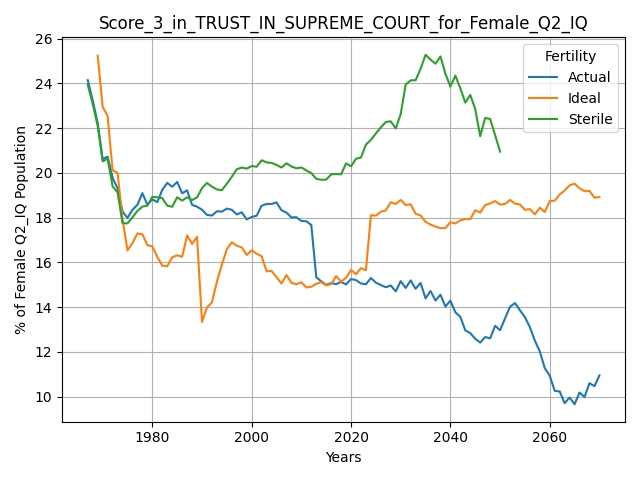 Score_3_in_TRUST_IN_SUPREME_COURT_for_Female_Q2_IQ
Fertility
Actual
Ideal
Sterile
% of Female Q2_IQ Population
26
24
22
20
18
16
14
12
10
1980
2000
2020
2040
2060
Years